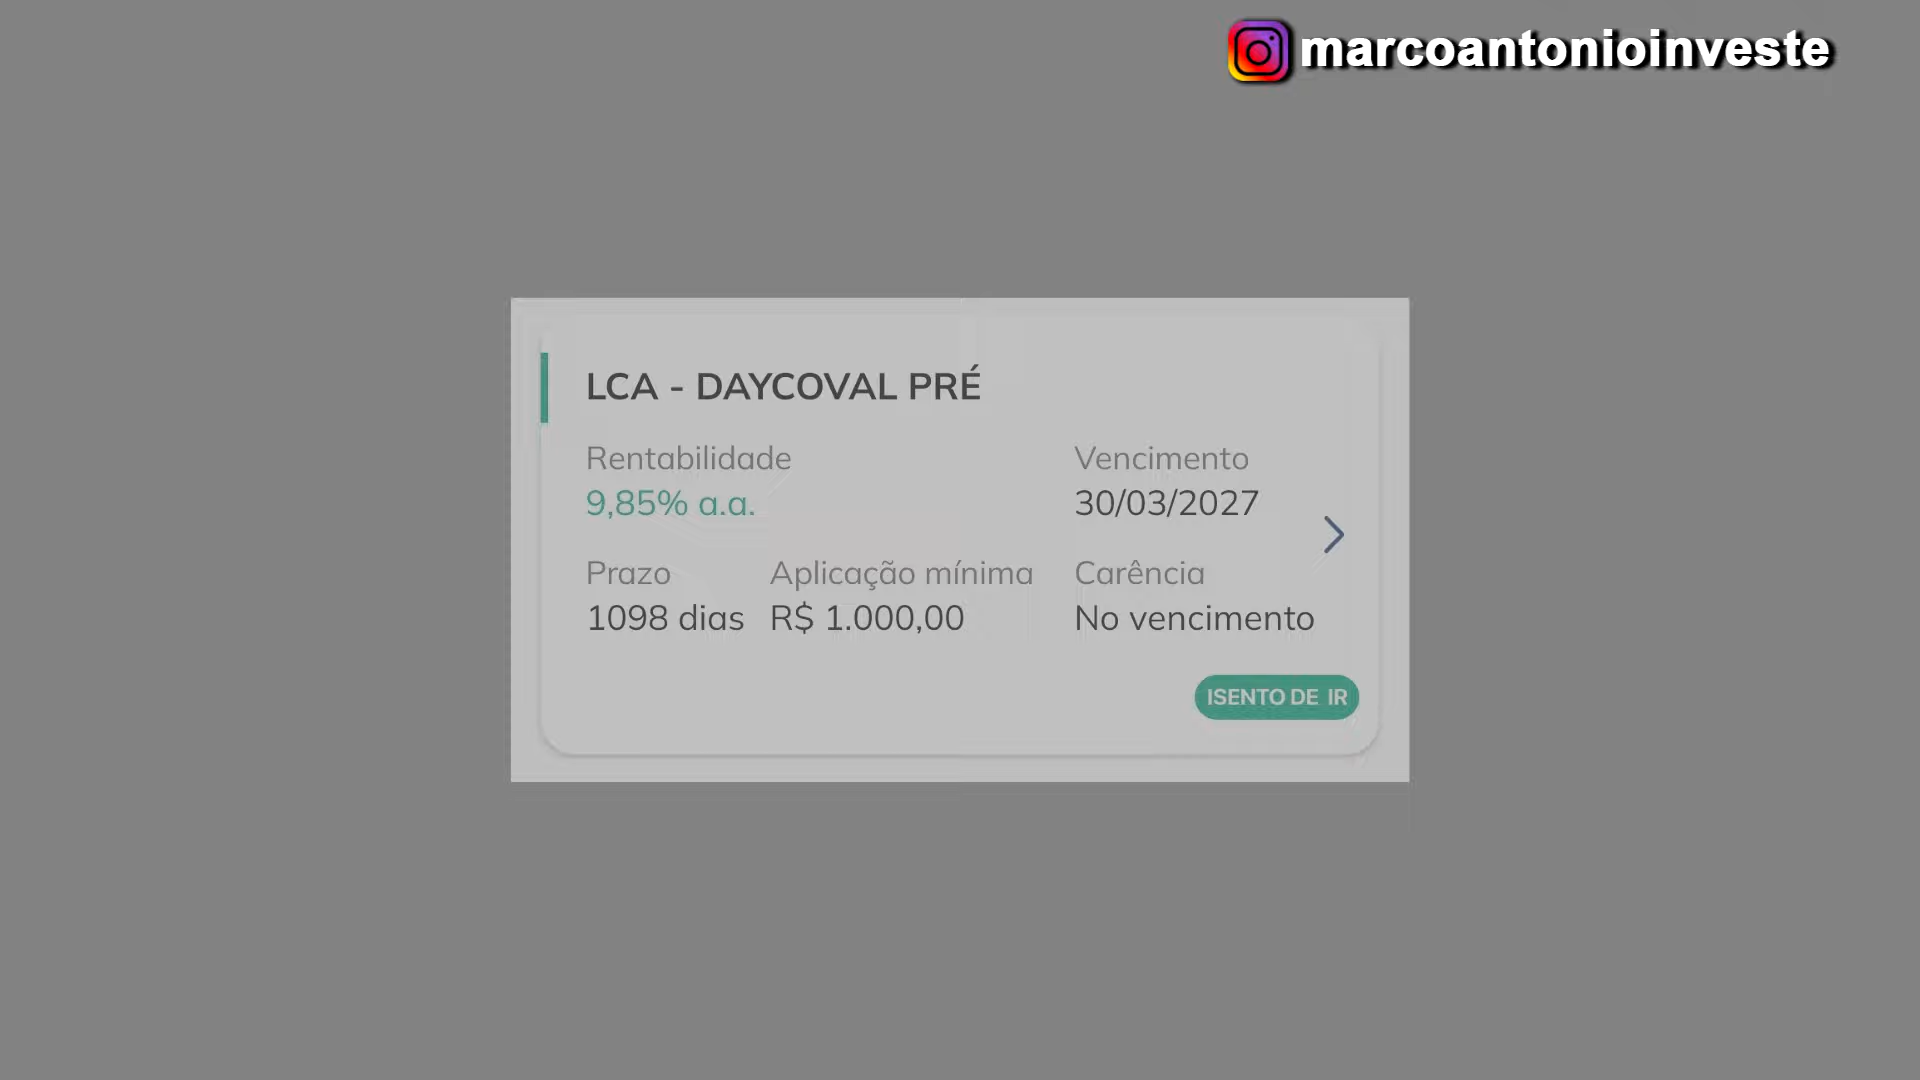 marcoantonioinveste
LCA - DAYCOVAL PRÉ
Rentabilidade
9,85% a.a.
Vencimento
30/03/2027
Prazo
1098 dias
Aplicação mínima
R$ 1.000,00
Carência
No vencimento
ISENTO DE IR